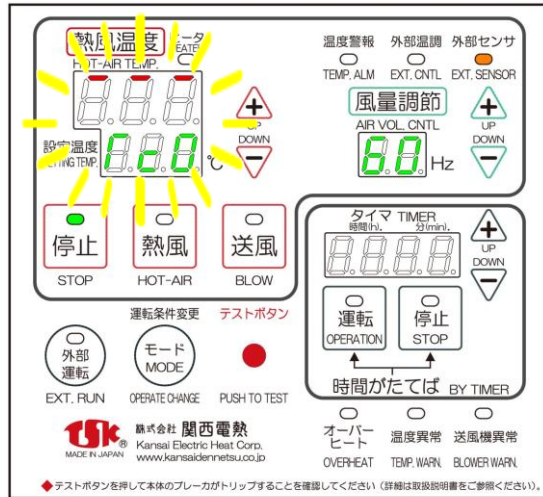 熱風温度
ヒータ
HEATER
HOT-AIR TEMP.
設定温度
SETTING TEMP.
℃
+
UP
DOWN
−
温度警報
TEMP. ALM
外部温調
EXT. CNTL
外部センサ
EXT. SENSOR
風量調節
AIR VOL. CNTL
60 Hz
+
UP
DOWN
−
停止
STOP
熱風
HOT-AIR
送風
BLOW
タイマ TIMER
時間(h). 分(min).
+
UP
DOWN
−
運転
OPERATION
停止
STOP
時間がたてば BY TIMER
外部
運転
EXT. RUN
運転条件変更
モード
MODE
OPERATE CHANGE
テストボタン
PUSH TO TEST
TSK ®
MADE IN JAPAN
株式会社 関西電熱
Kansai Electric Heat Corp.
www.kansaidennetsu.co.jp
オーバー
ヒート
OVERHEAT
温度異常
TEMP. WARN.
送風機異常
BLOWER WARN.
◆テストボタンを押して本体のブレーカがトリップすることを確認してください（詳細は取扱説明書をご参照ください）。